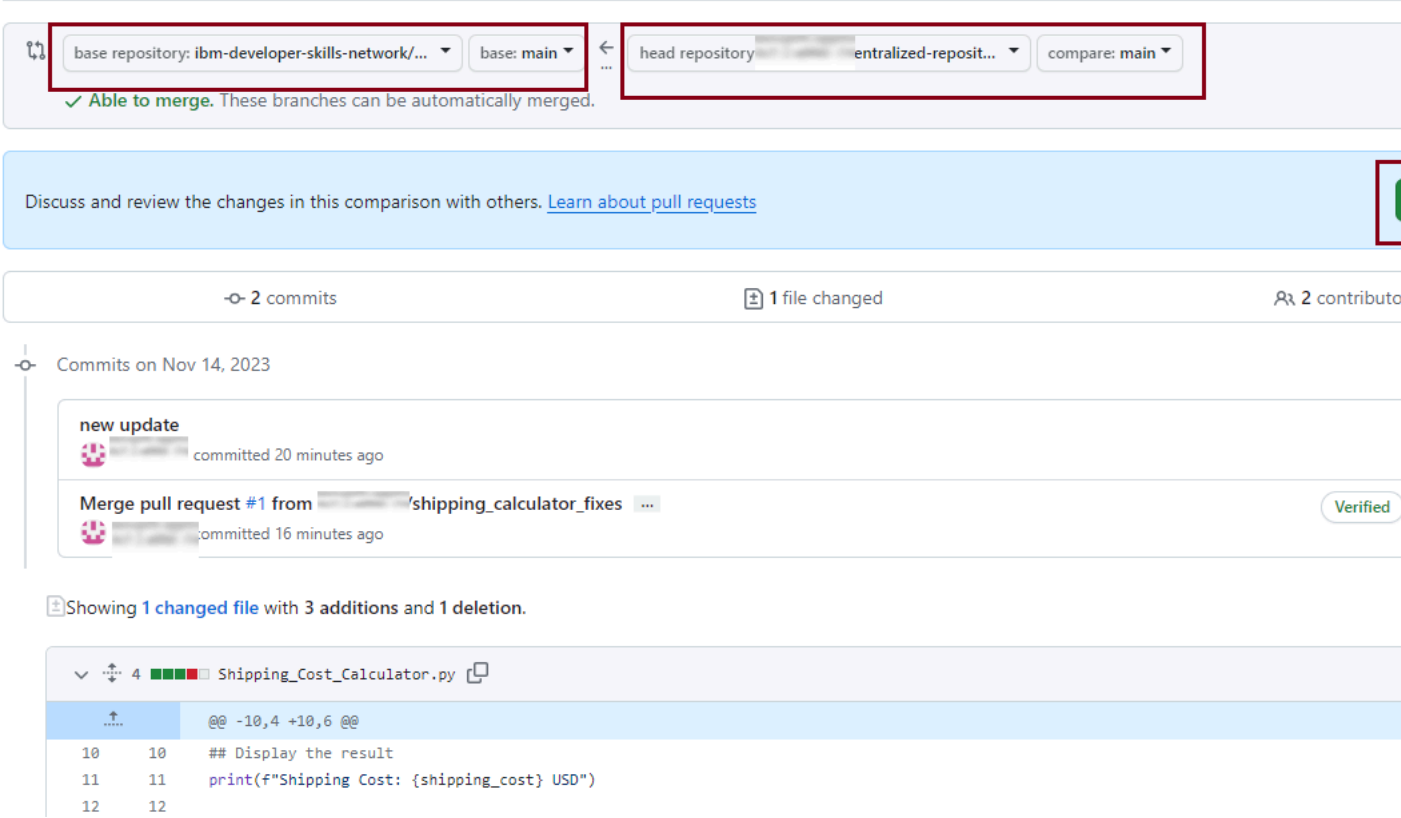 base repository: ibm-developer-skills-network/... base: main head repository entralized-reposit... compare: main
Able to merge. These branches can be automatically merged.
Discuss and review the changes in this comparison with others. Learn about pull requests
2 commits 1 file changed 2 contributo
Commits on Nov 14, 2023
new update
committed 20 minutes ago
Merge pull request #1 from /shipping_calculator_fixes ... Verified
committed 16 minutes ago
Showing 1 changed file with 3 additions and 1 deletion.
4 Shipping_Cost_Calculator.py
@@ -10,4 +10,6 @@
10 10 ## Display the result
11 11 print(f"Shipping Cost: {shipping_cost} USD")
12 12